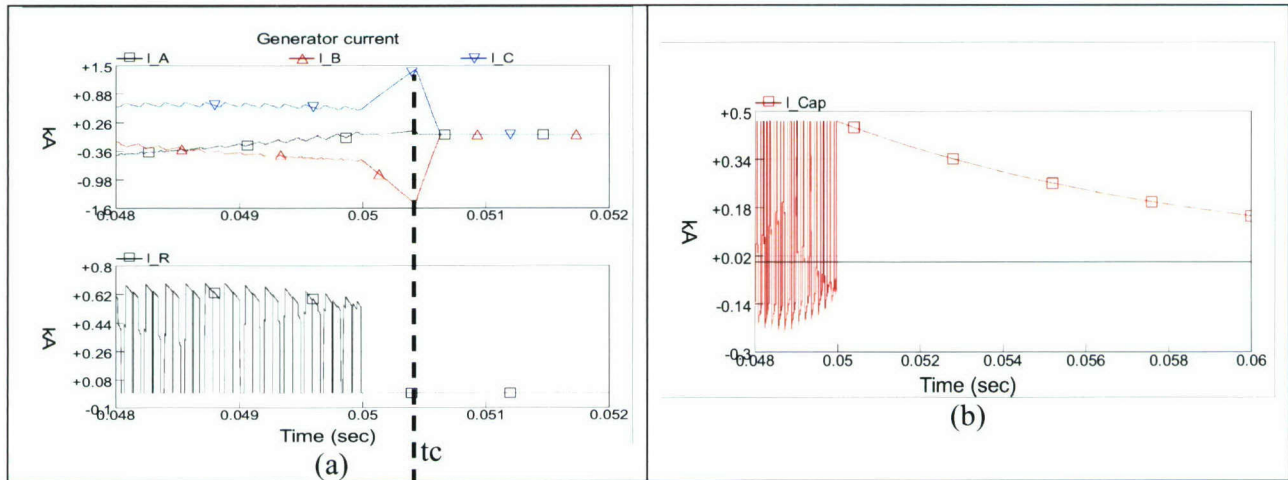 Generator current
I_A I_B I_C
+1.5
+0.88
+0.26
-0.36
-0.98
-1.6
kA
0.048 0.049 0.05 0.051 0.052
I_R
+0.8
+0.62
+0.44
+0.26
+0.08
-0.1
kA
0.048 0.049 0.05 0.051 0.052
Time (sec)
(a)
tc
I_Cap
+0.5
+0.34
+0.18
+0.02
-0.14
-0.3
kA
0.048 0.05 0.052 0.054 0.056 0.058 0.06
Time (sec)
(b)